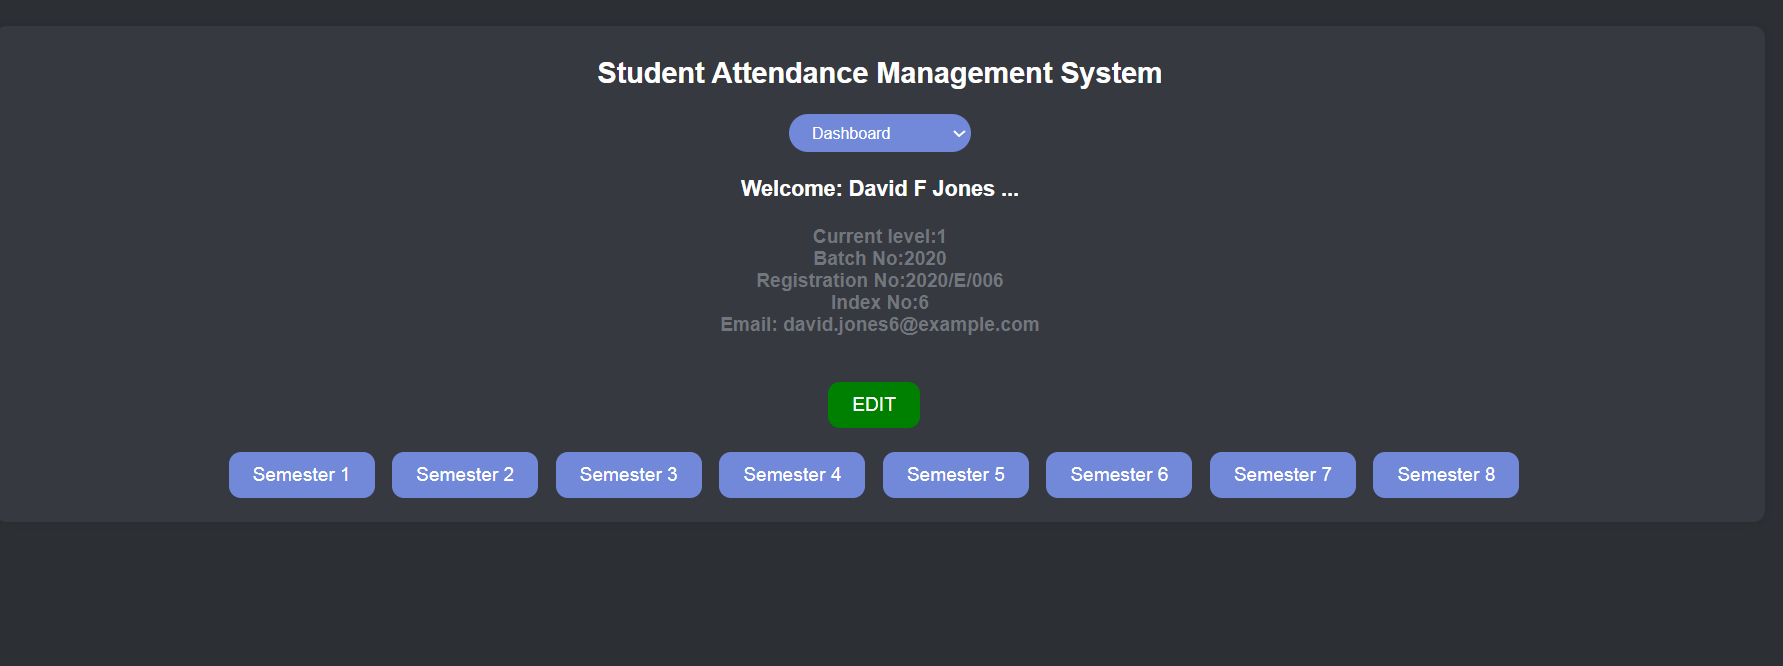 Student Attendance Management System
Dashboard
Welcome: David F Jones ...
Current level:1
Batch No:2020
Registration No:2020/E/006
Index No:6
Email: david.jones6@example.com
EDIT
Semester 1 Semester 2 Semester 3 Semester 4 Semester 5 Semester 6 Semester 7 Semester 8